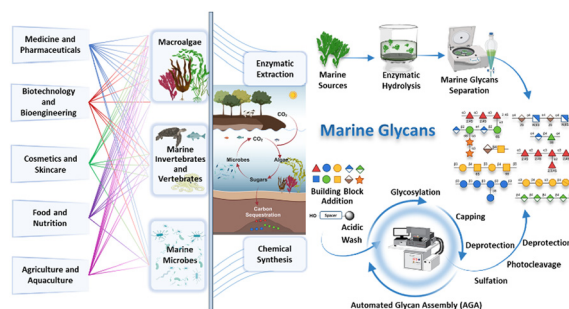 Medicine and
Pharmaceuticals
Biotechnology and
Bioengineering
Cosmetics and
Skincare
Food and
Nutrition
Agriculture and
Aquaculture
Macroalgae
Marine
Invertebrates
and
Vertebrates
Marine
Microbes
Enzymatic
Extraction
CO₂
CO₂
Microbes
Algae
Sugars
Carbon
Sequestration
Chemical
Synthesis
Marine
Sources
Enzymatic
Hydrolysis
Marine Glycans
Separation
Marine Glycans
Building Block
Addition
HO
Spacer
Acidic
Wash
Glycosylation
Capping
Deprotection
Sulfation
Deprotection
Photocleavage
Automated Glycan Assembly (AGA)